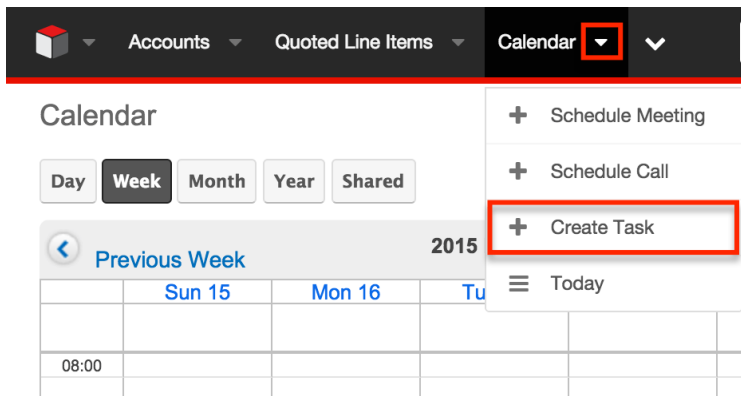 Accounts Quoted Line Items Calendar
Calendar
Schedule Meeting
Day Week Month Year Shared
Schedule Call
Create Task
Previous Week 2015
Today
Sun 15 Mon 16 Tu
08:00